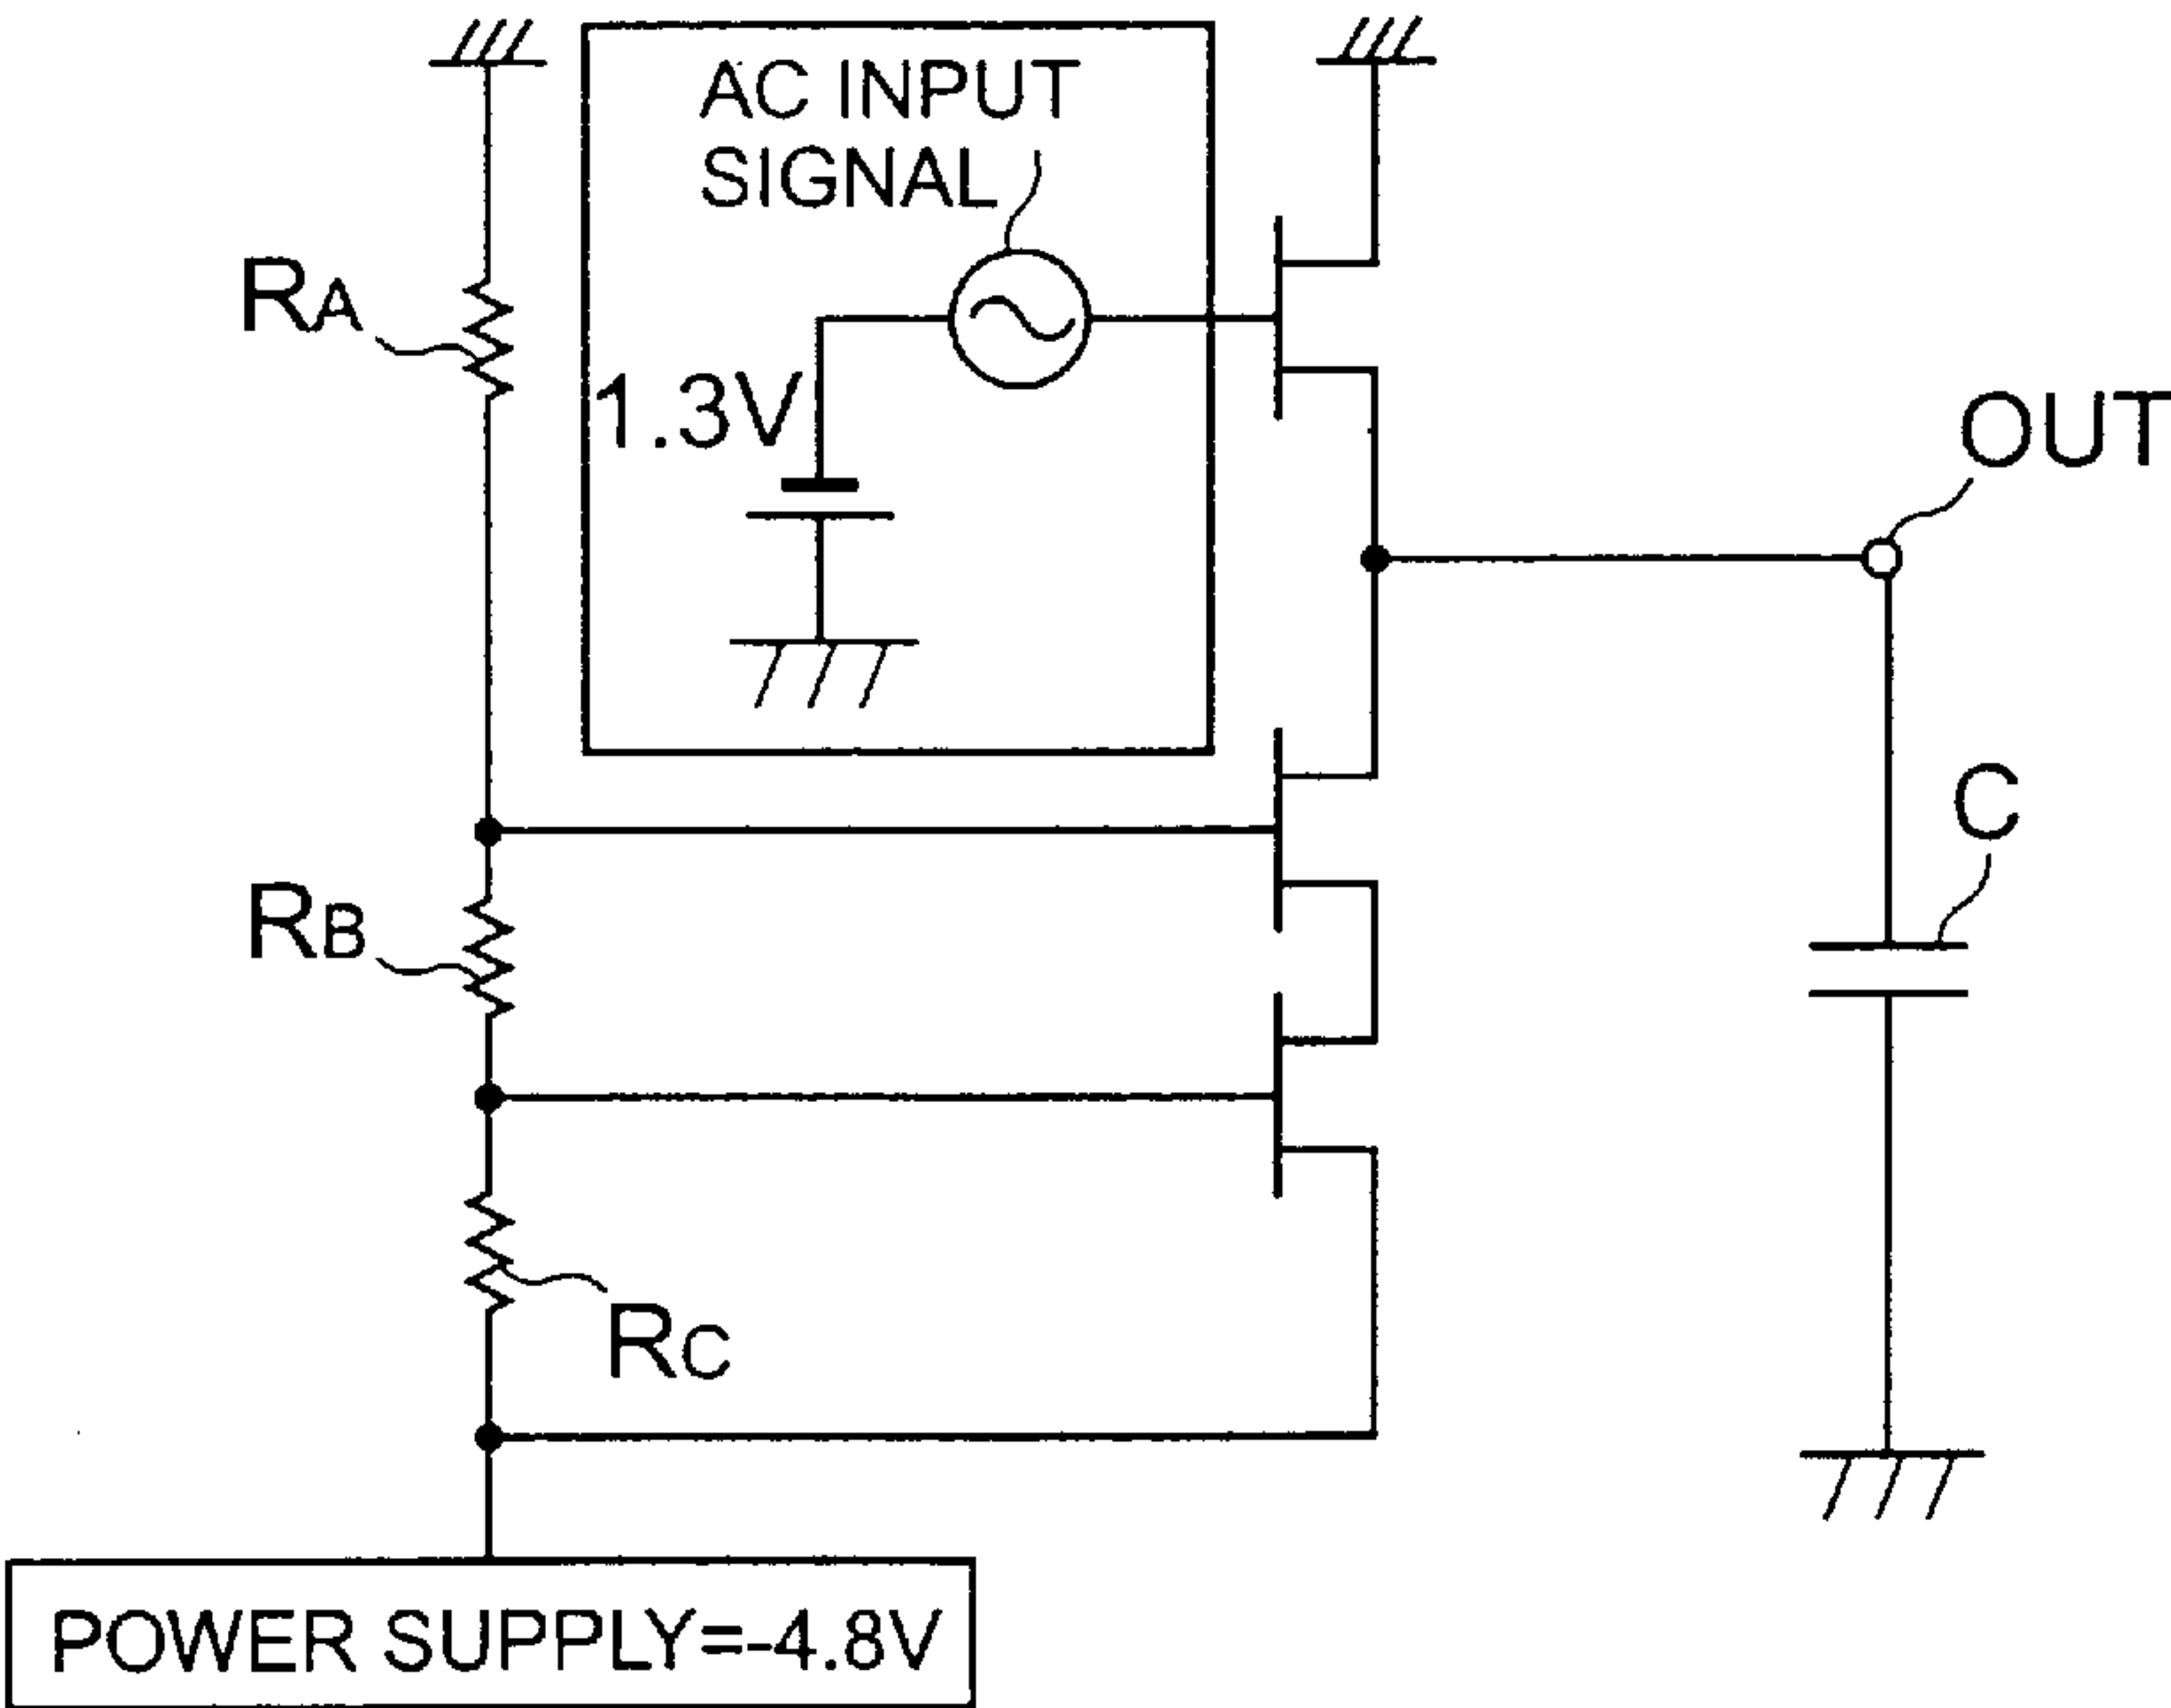 AC INPUT
SIGNAL
RA
1.3V
OUT
C
RB
RC
POWER SUPPLY=-4.8V